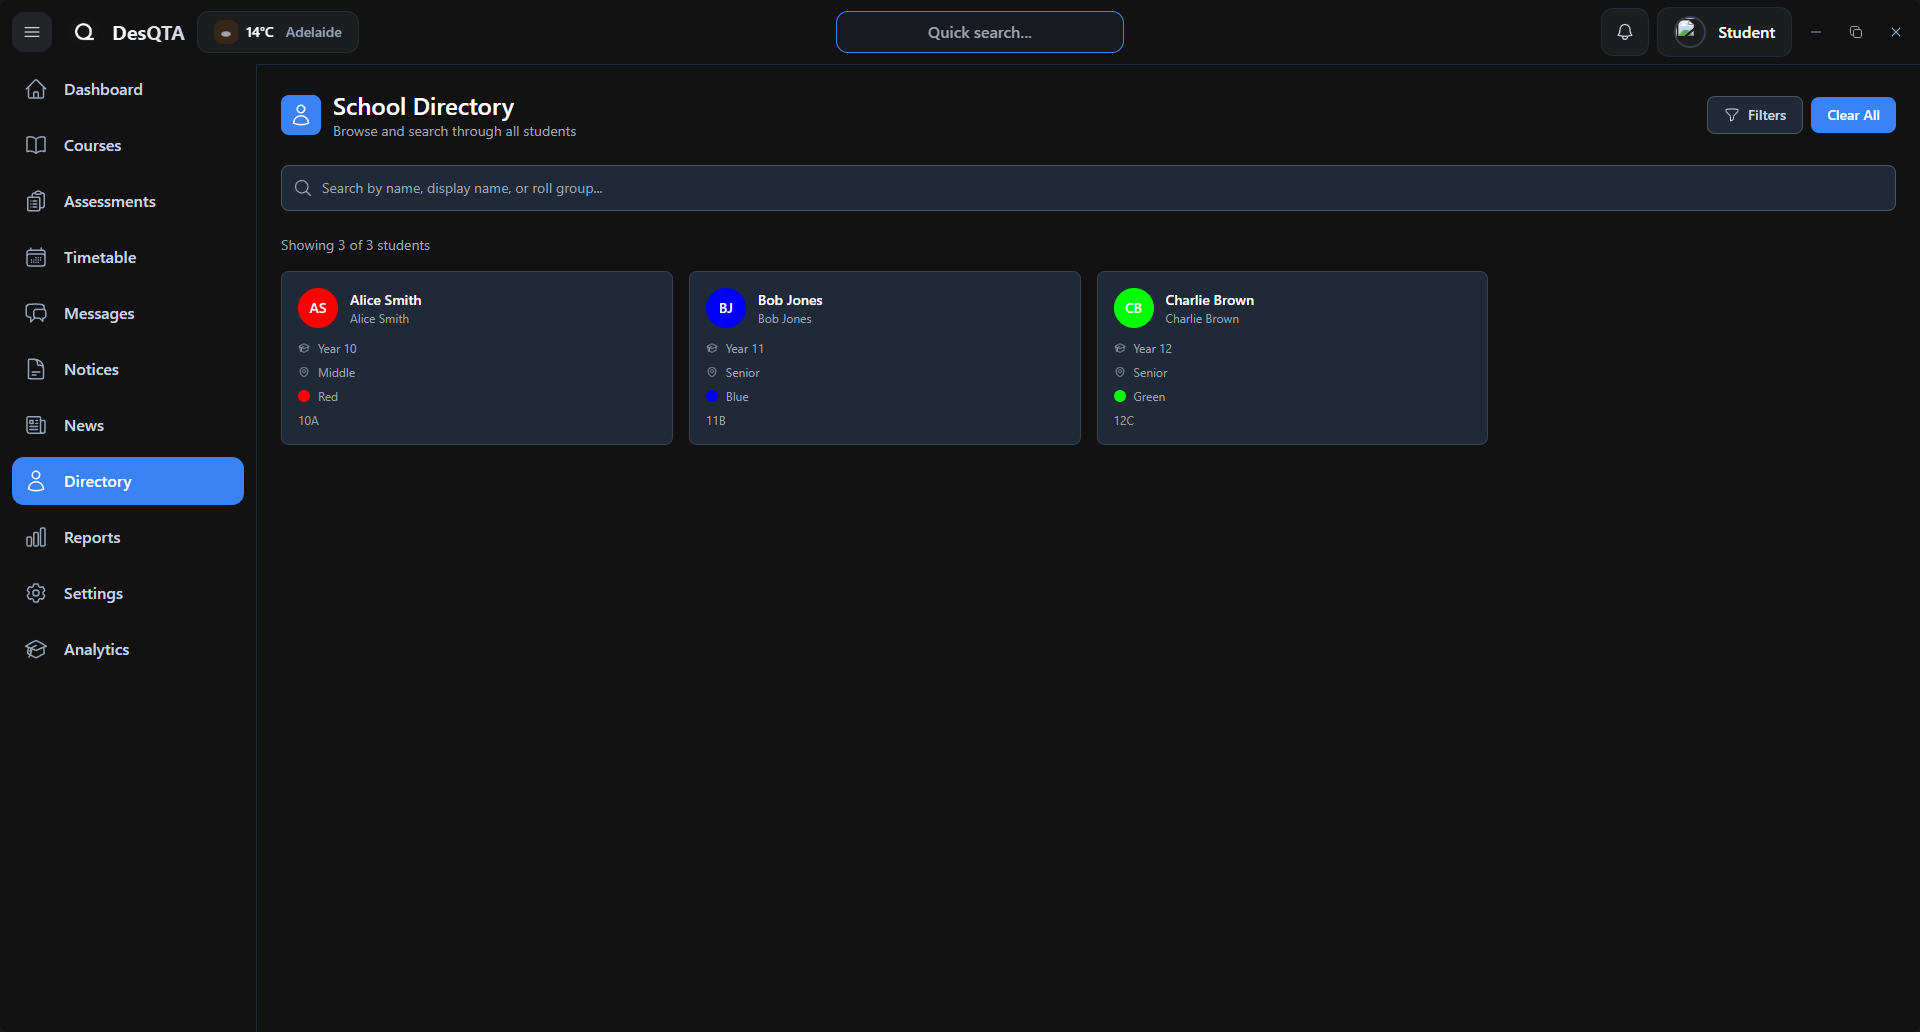 DesQTA
14°C Adelaide
Quick search...
Student
Dashboard
Courses
Assessments
Timetable
Messages
Notices
News
Directory
Reports
Settings
Analytics
School Directory
Browse and search through all students
Filters
Clear All
Search by name, display name, or roll group...
Showing 3 of 3 students
AS
Alice Smith
Alice Smith
Year 10
Middle
Red
10A
BJ
Bob Jones
Bob Jones
Year 11
Senior
Blue
11B
CB
Charlie Brown
Charlie Brown
Year 12
Senior
Green
12C